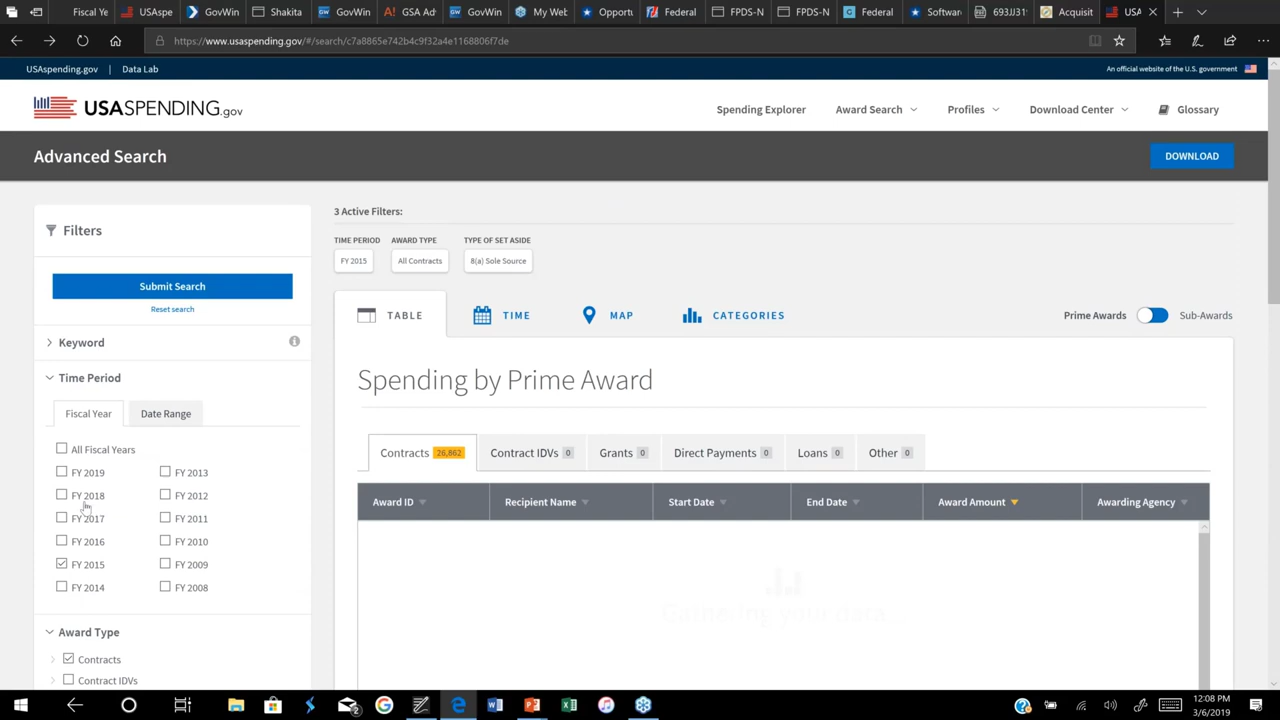 Fiscal Ye
USAspe
GovWin
Shakita
GovWin
GSA Ad
GovWin
My Web
Opportu
Federal
FPDS-N
FPDS-N
Federal
Softwar
693JJ31
Acquisit
USA
https://www.usaspending.gov/#/search/c7a8865e742b4c9f32a4e1168806f7de
USAspending.gov | Data Lab
An official website of the U.S. government
USASPENDING.gov
Spending Explorer
Award Search
Profiles
Download Center
Glossary
Advanced Search
DOWNLOAD
Filters
Submit Search
Reset search
Keyword
Time Period
Fiscal Year
Date Range
All Fiscal Years
FY 2019
FY 2013
FY 2018
FY 2012
FY 2017
FY 2011
FY 2016
FY 2010
FY 2015
FY 2009
FY 2014
FY 2008
Award Type
Contracts
Contract IDVs
3 Active Filters:
TIME PERIOD
AWARD TYPE
TYPE OF SET ASIDE
FY 2015
All Contracts
8(a) Sole Source
TABLE
TIME
MAP
CATEGORIES
Prime Awards
Sub-Awards
Spending by Prime Award
Contracts 26,862
Contract IDVs 0
Grants 0
Direct Payments 0
Loans 0
Other 0
Award ID
Recipient Name
Start Date
End Date
Award Amount
Awarding Agency
Gathering your data...
12:08 PM
3/6/2019